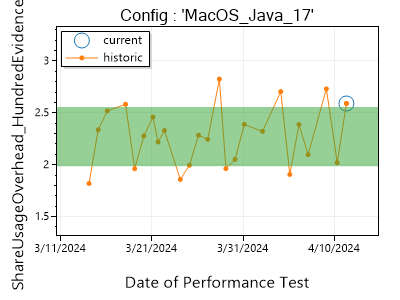 Config : 'MacOS_Java_17'
current
historic
ShareUsageOverhead_HundredEvidence
3
2.5
2
1.5
3/11/2024
3/21/2024
3/31/2024
4/10/2024
Date of Performance Test